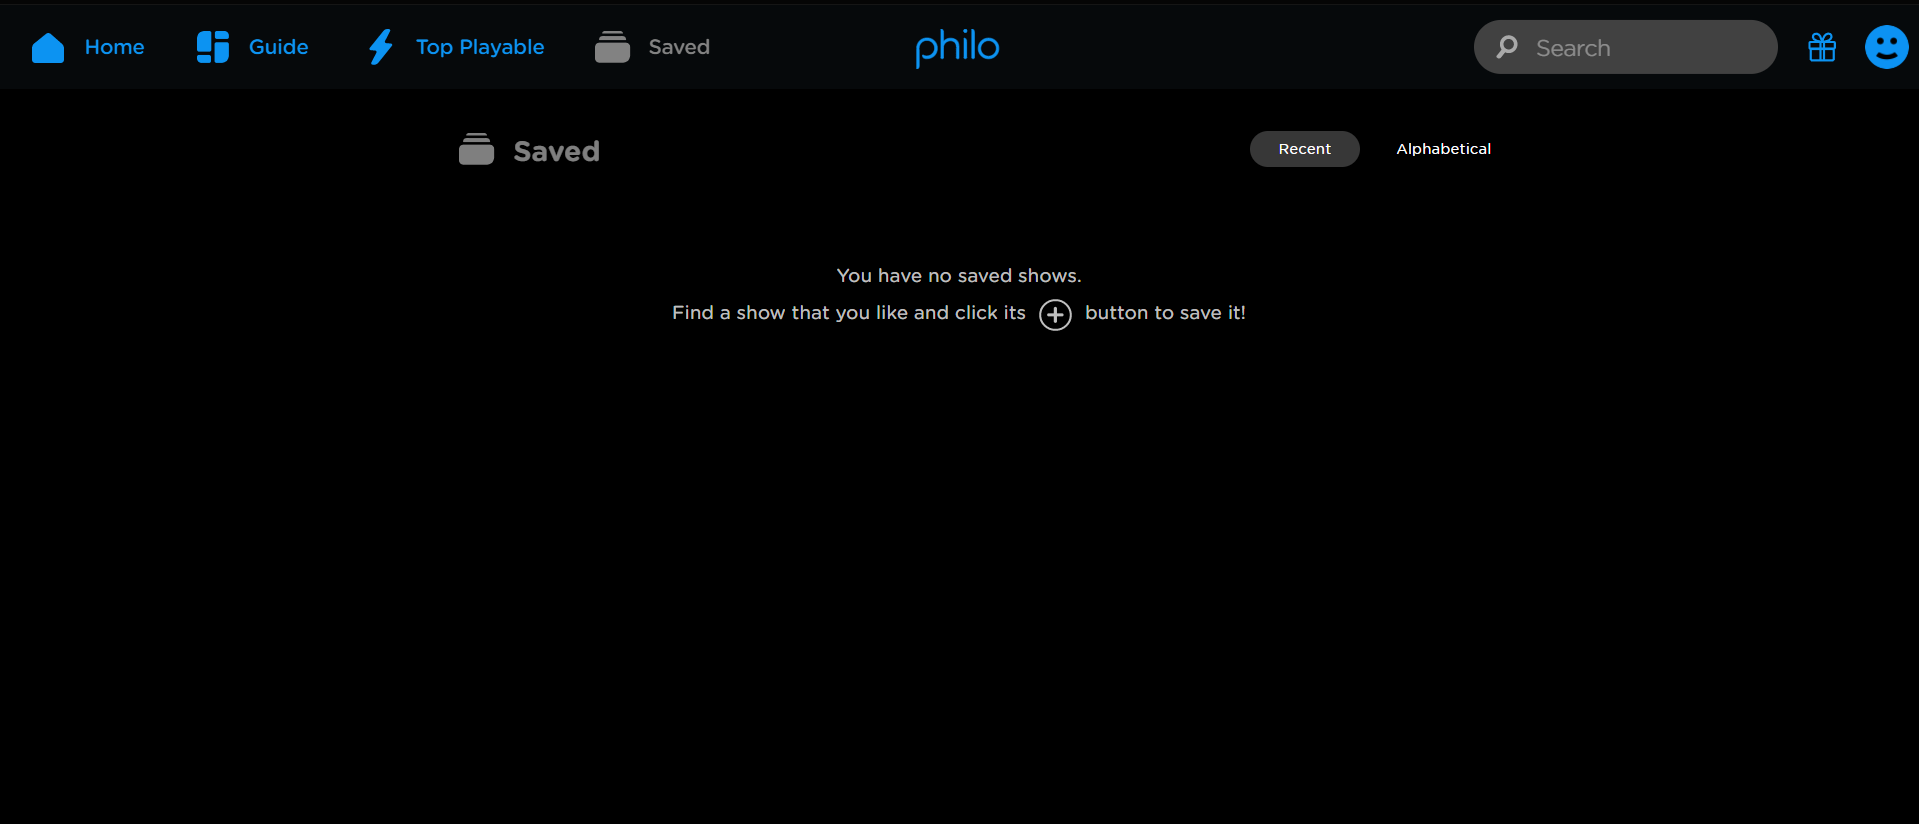 Home Guide Top Playable Saved philo Search
Saved Recent Alphabetical
You have no saved shows.
Find a show that you like and click its button to save it!